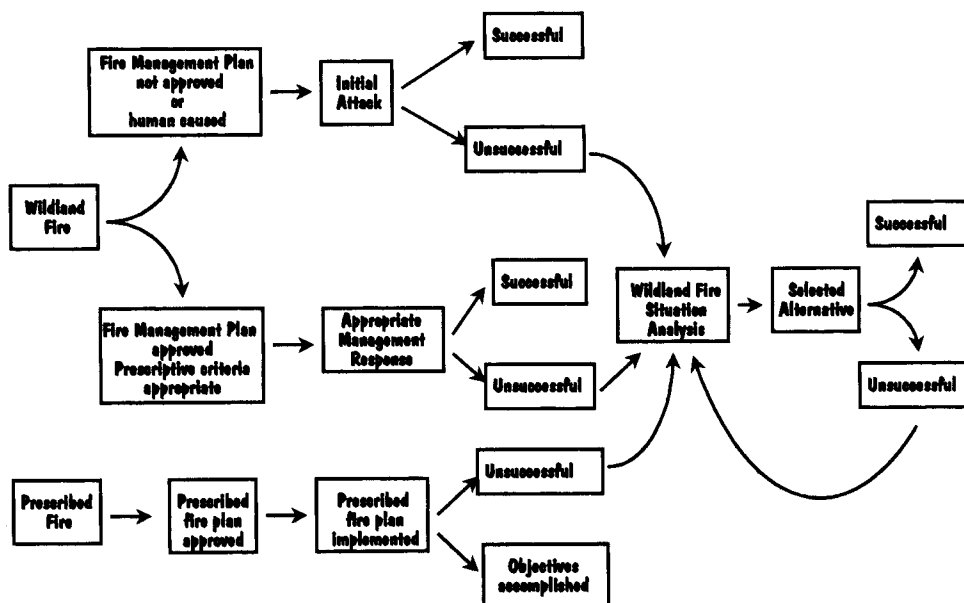 Successful
Fire Management Plan
not approved
or
human caused
Initial
Attack
Unsuccessful
Wildland
Fire
Successful
Successful
Wildland Fire
Situation
Analysis
Selected
Alternative
Fire Management Plan
approved
Prescriptive criteria
appropriate
Appropriate
Management
Response
Unsuccessful
Unsuccessful
Unsuccessful
Prescribed
Fire
Prescribed
fire plan
approved
Prescribed
fire plan
implemented
Objectives
accomplished